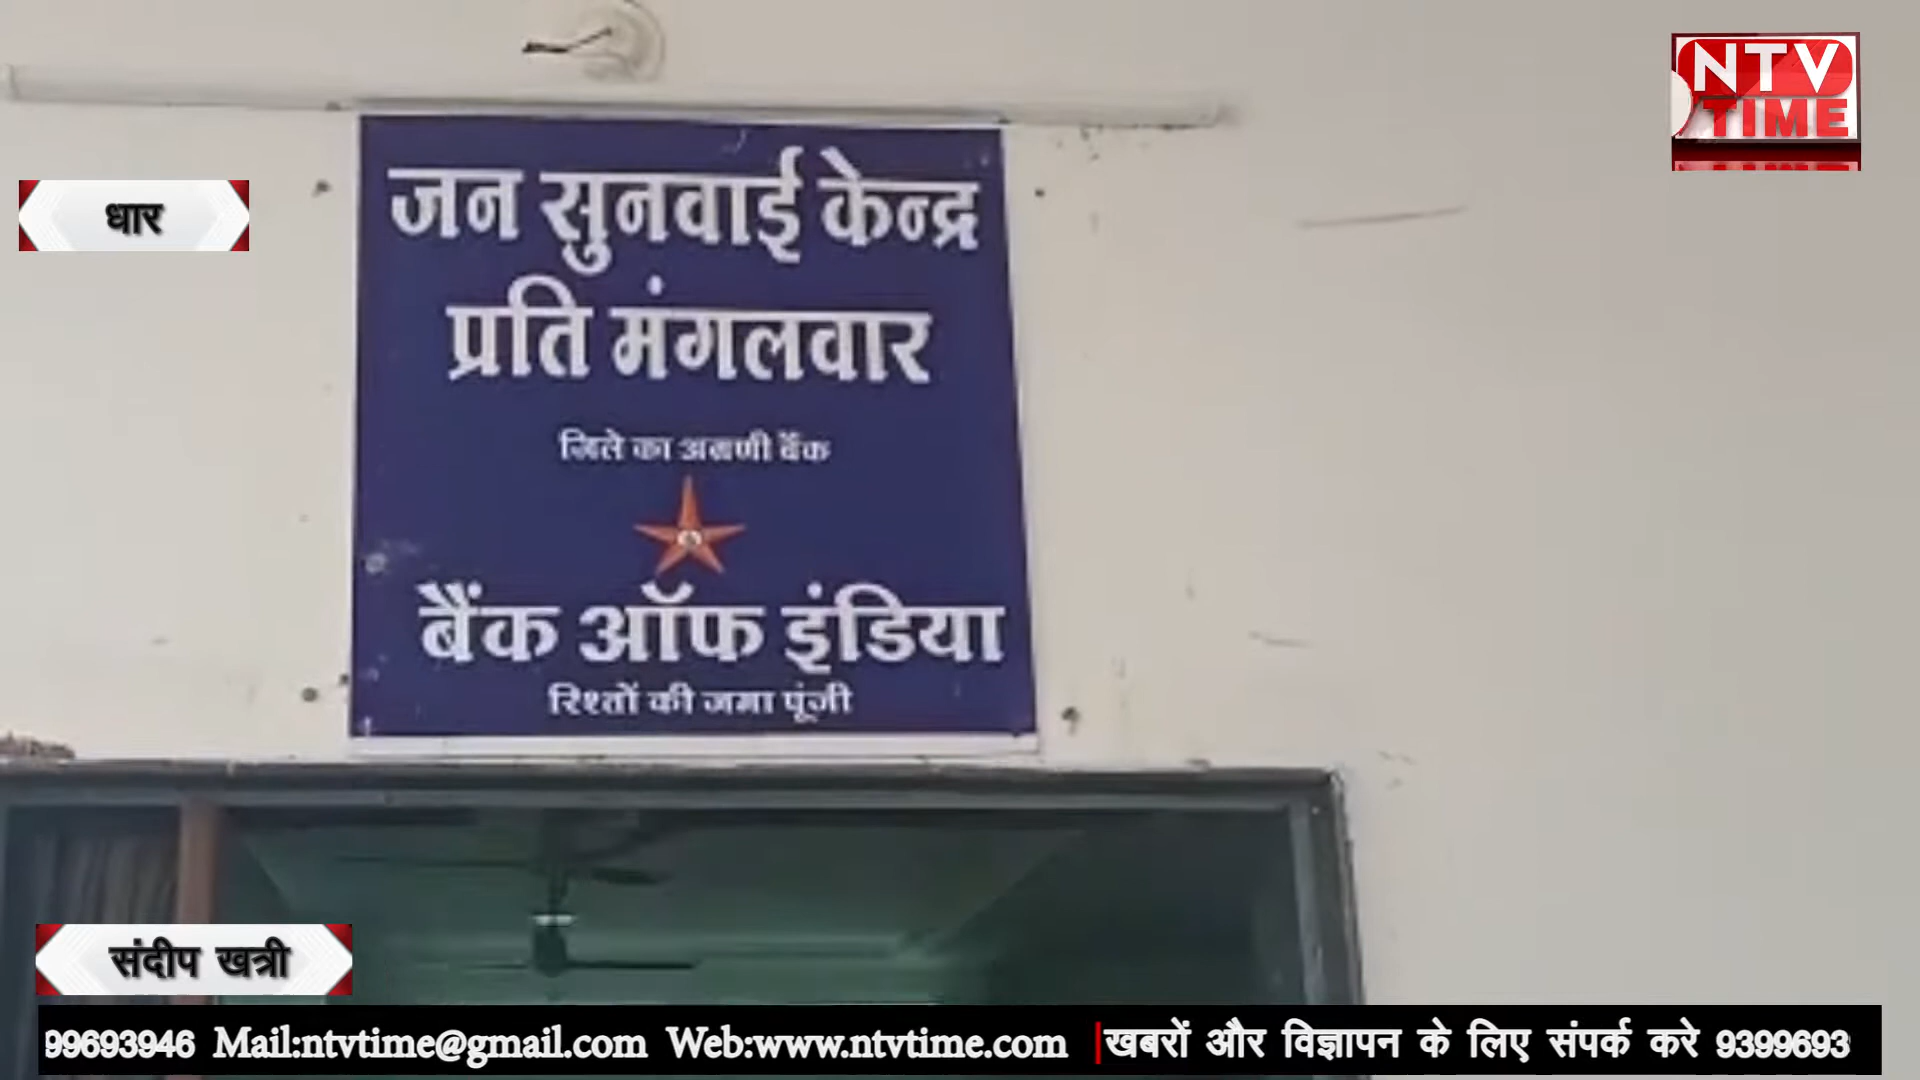 NTV
TIME
धार
जन सुनवाई केन्द्र
प्रति मंगलवार
जिले का अग्रणी बैंक
बैंक ऑफ इंडिया
रिश्तों की जमा पूंजी
संदीप खत्री
99693946 Mail:ntvtime@gmail.com Web:www.ntvtime.com खबरों और विज्ञापन के लिए संपर्क करे 9399693